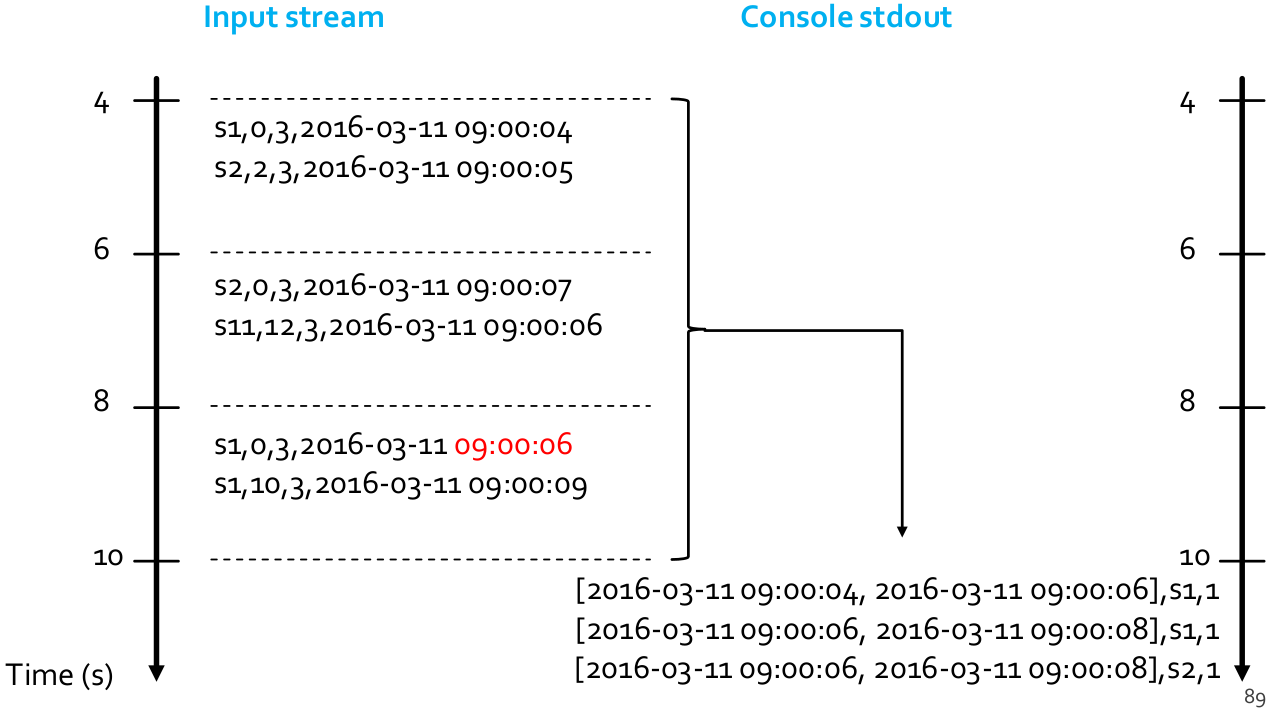 Input stream
Console stdout
4
s1,0,3,2016-03-11 09:00:04
s2,2,3,2016-03-11 09:00:05
4
6
s2,0,3,2016-03-11 09:00:07
s11,12,3,2016-03-11 09:00:06
6
8
s1,0,3,2016-03-11 09:00:06
s1,10,3,2016-03-11 09:00:09
8
10
10
[2016-03-11 09:00:04, 2016-03-11 09:00:06],s1,1
[2016-03-11 09:00:06, 2016-03-11 09:00:08],s1,1
[2016-03-11 09:00:06, 2016-03-11 09:00:08],s2,1
Time (s)
89